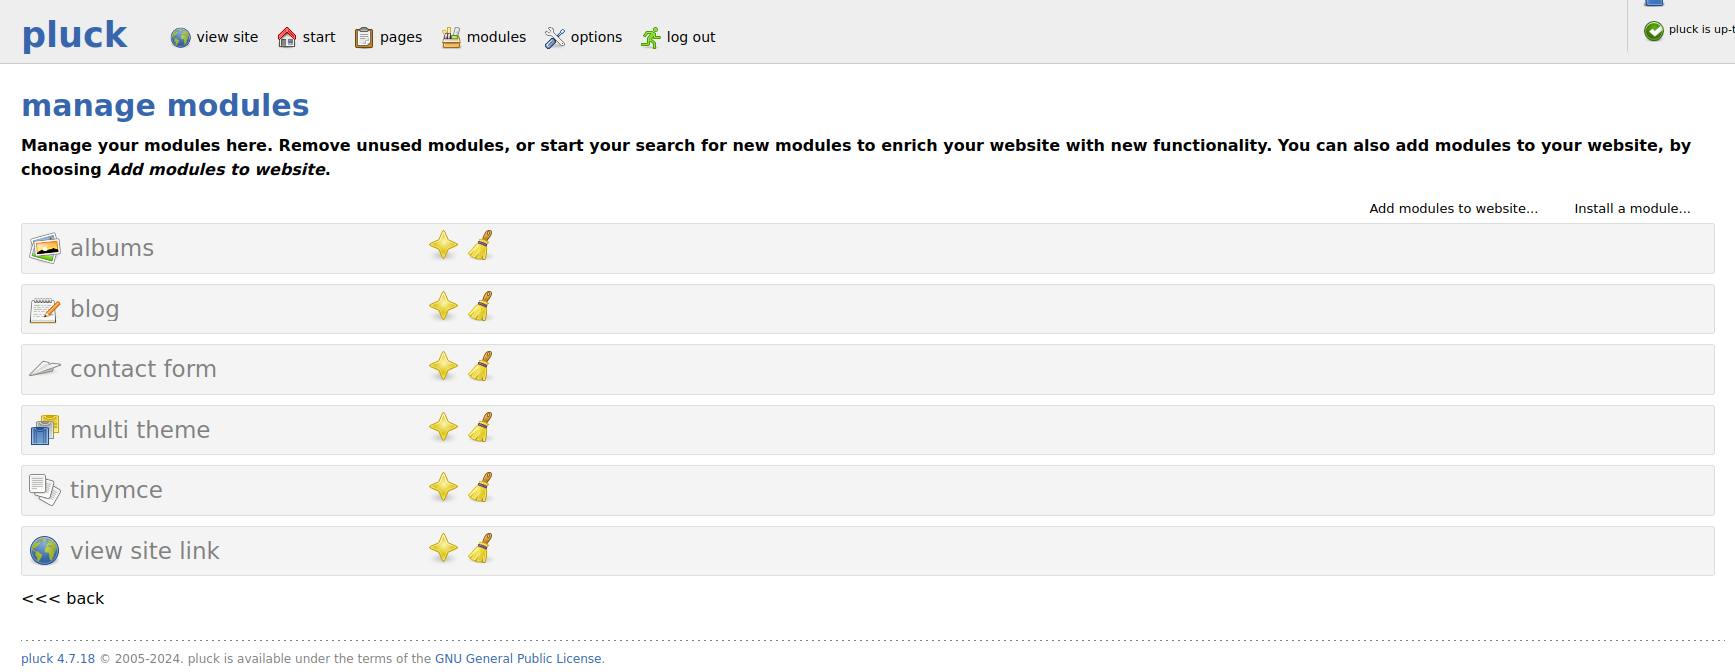 pluck view site start pages modules options log out
pluck is up-t
manage modules
Manage your modules here. Remove unused modules, or start your search for new modules to enrich your website with new functionality. You can also add modules to your website, by
choosing Add modules to website.
Add modules to website... Install a module...
albums
blog
contact form
multi theme
tinymce
view site link
<<< back
pluck 4.7.18 © 2005-2024. pluck is available under the terms of the GNU General Public License.